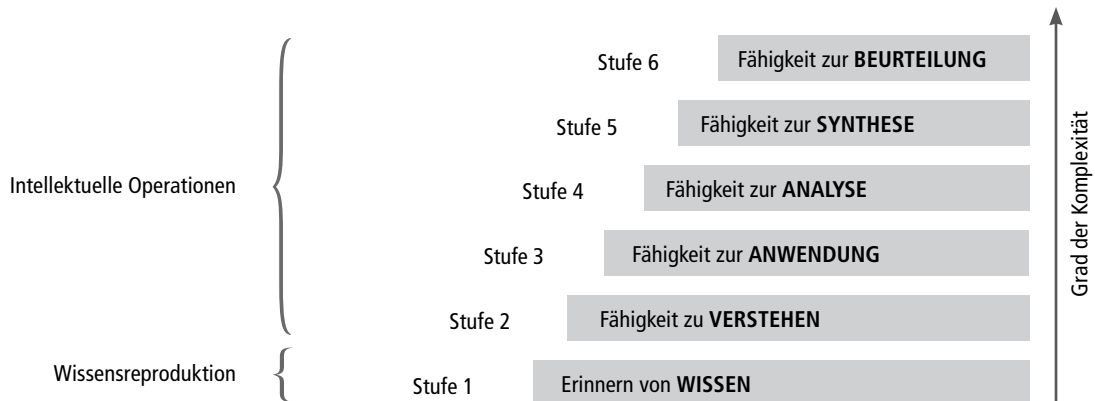 Stufe 6
Fähigkeit zur BEURTEILUNG
Stufe 5
Fähigkeit zur SYNTHESE
Intellektuelle Operationen
Stufe 4
Fähigkeit zur ANALYSE
Stufe 3
Fähigkeit zur ANWENDUNG
Stufe 2
Fähigkeit zu VERSTEHEN
Wissensreproduktion
Stufe 1
Erinnern von WISSEN
Grad der Komplexität